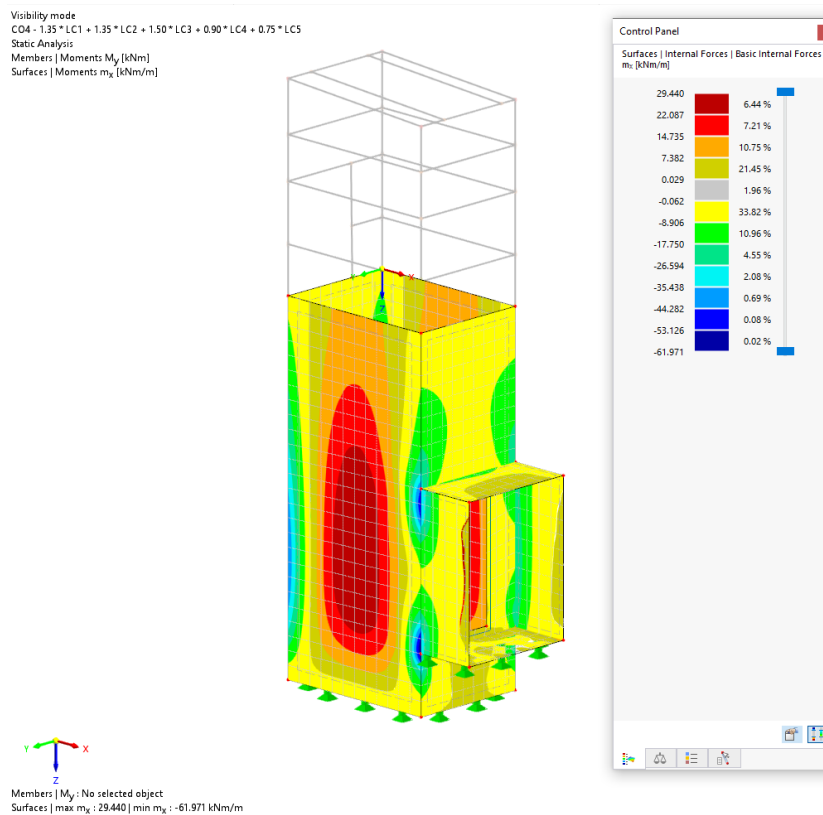 Visibility mode
CO4 - 1.35 * LC1 + 1.35 * LC2 + 1.50 * LC3 + 0.90 * LC4 + 0.75 * LC5
Static Analysis
Members | Moments My [kNm]
Surfaces | Moments mx [kNm/m]
Control Panel
Surfaces | Internal Forces | Basic Internal Forces
mx [kNm/m]
29.440
6.44 %
22.087
7.21 %
14.735
10.75 %
7.382
21.45 %
0.029
1.96 %
-0.062
33.82 %
-8.906
10.96 %
-17.750
4.55 %
-26.594
2.08 %
-35.438
0.69 %
-44.282
0.08 %
-53.126
0.02 %
-61.971
Y
X
Z
Y
X
Z
Members | My : No selected object
Surfaces | max mx : 29.440 | min mx : -61.971 kNm/m